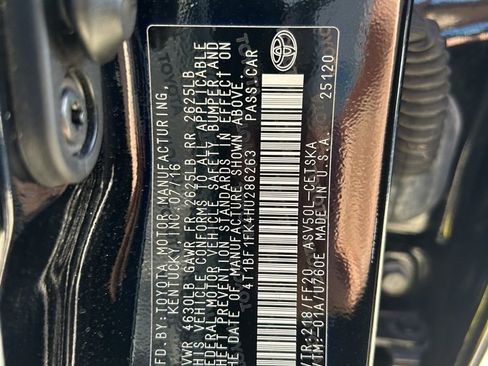 MFD.BY:TOYOTA MOTOR MANUFACTURING,
KENTUCKY, INC. 07/16
GVWR 4630LB GAWR FR 2625LB RR 2625LB
THIS VEHICLE CONFORMS TO ALL APPLICABLE
FEDERAL MOTOR VEHICLE SAFETY, BUMPER, AND
THEFT PREVENTION STANDARDS IN EFFECT ON
THE DATE OF MANUFACTURE SHOWN ABOVE.
4T1BF1FK4HU286263 PASS.CAR
TOYOTA
25120
C/TR:218/FF20 ASV50L-CETSKA
A/TM:-01A/U760E MADE IN U.S.A.